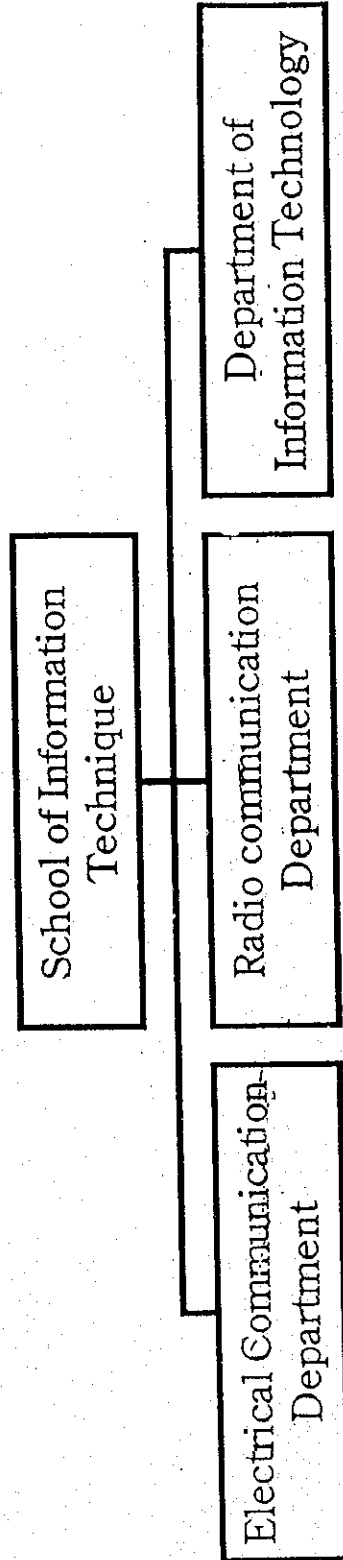 School of Information
Technique
Electrical Communication
Department
Radio communication
Department
Department of
Information Technology